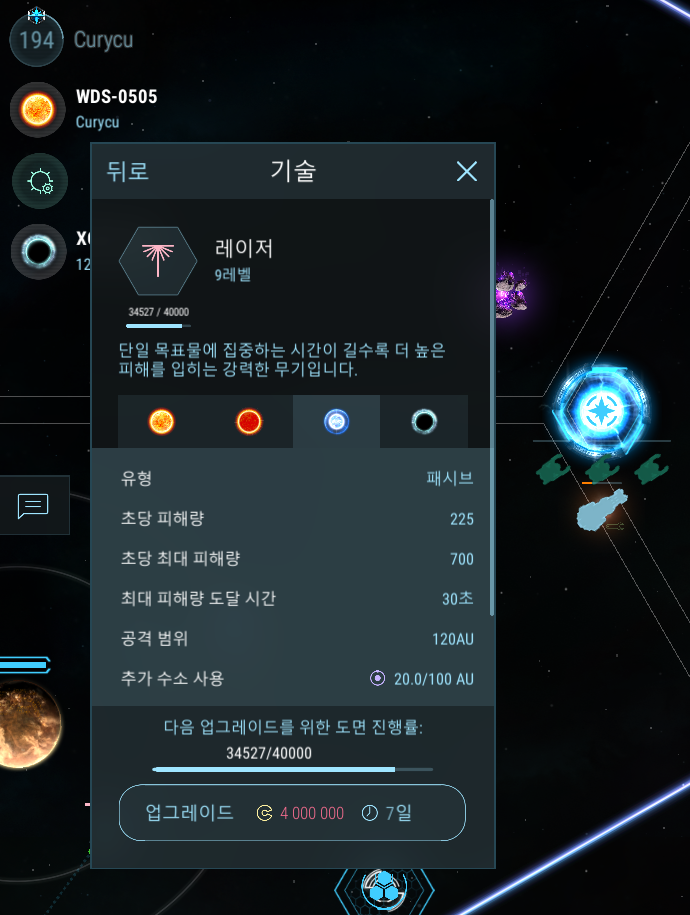 194 Curycu
WDS-0505
Curycu
뒤로 기술
레이저
9레벨
34527 / 40000
단일 목표물에 집중하는 시간이 길수록 더 높은
피해를 입히는 강력한 무기입니다.
유형 패시브
초당 피해량 225
초당 최대 피해량 700
최대 피해량 도달 시간 30초
공격 범위 120AU
추가 수소 사용 20.0/100 AU
다음 업그레이드를 위한 도면 진행률:
34527/40000
업그레이드 4 000 000 7일